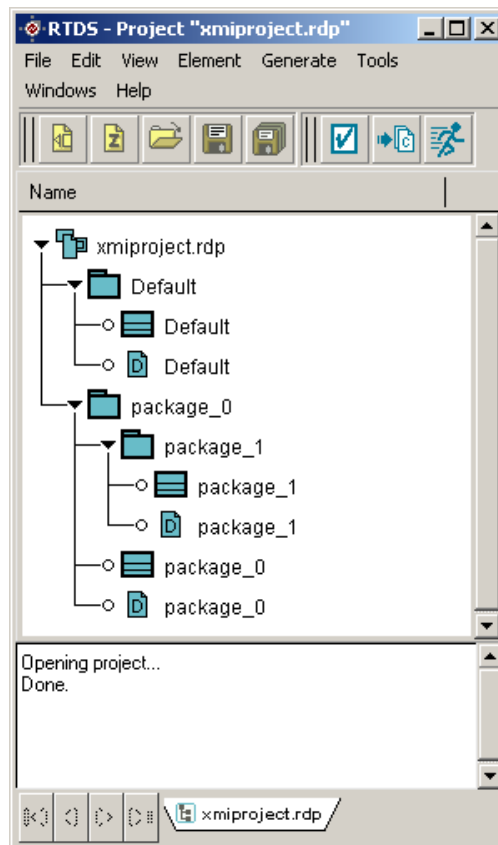 RTDS - Project "xmiproject.rdp"
File Edit View Element Generate Tools
Windows Help
Name
xmiproject.rdp
Default
Default
D Default
package_0
package_1
package_1
D package_1
package_0
D package_0
Opening project...
Done.
xmiproject.rdp